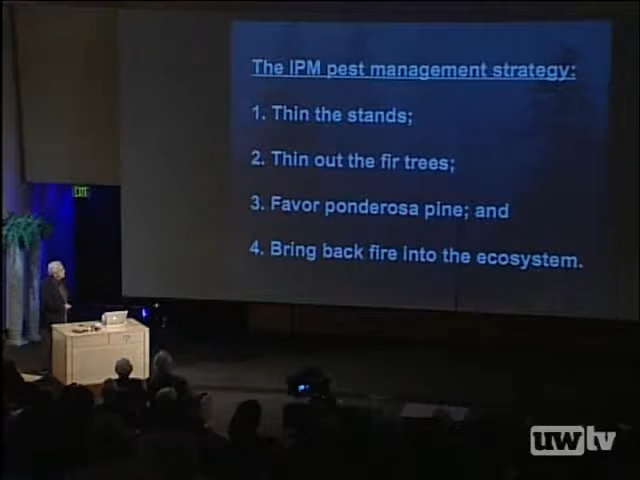 The IPM pest management strategy:
1. Thin the stands;
2. Thin out the fir trees;
3. Favor ponderosa pine; and
4. Bring back fire into the ecosystem.
EXIT
uwtv